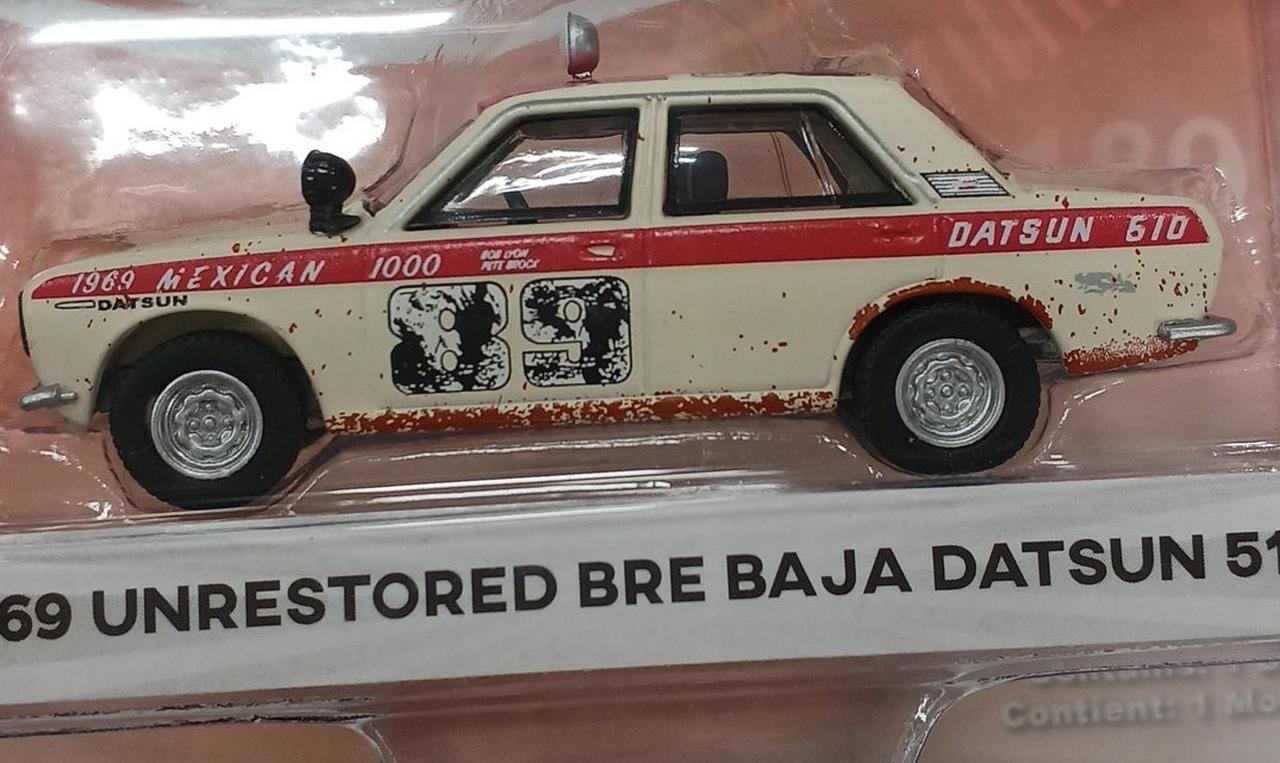 1969 MEXICAN 1000
BOB LYON
PETE BROCK
DATSUN 510
DATSUN
89
69 UNRESTORED BRE BAJA DATSUN 51
Contient: 1 Mo